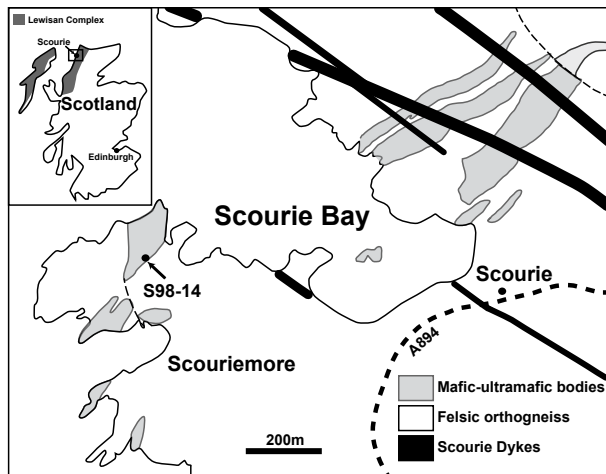 Lewisan Complex
Scourie
Scotland
Edinburgh
Scourie Bay
S98-14
Scourie
Scouriemore
A894
200m
Mafic-ultramafic bodies
Felsic orthogneiss
Scourie Dykes